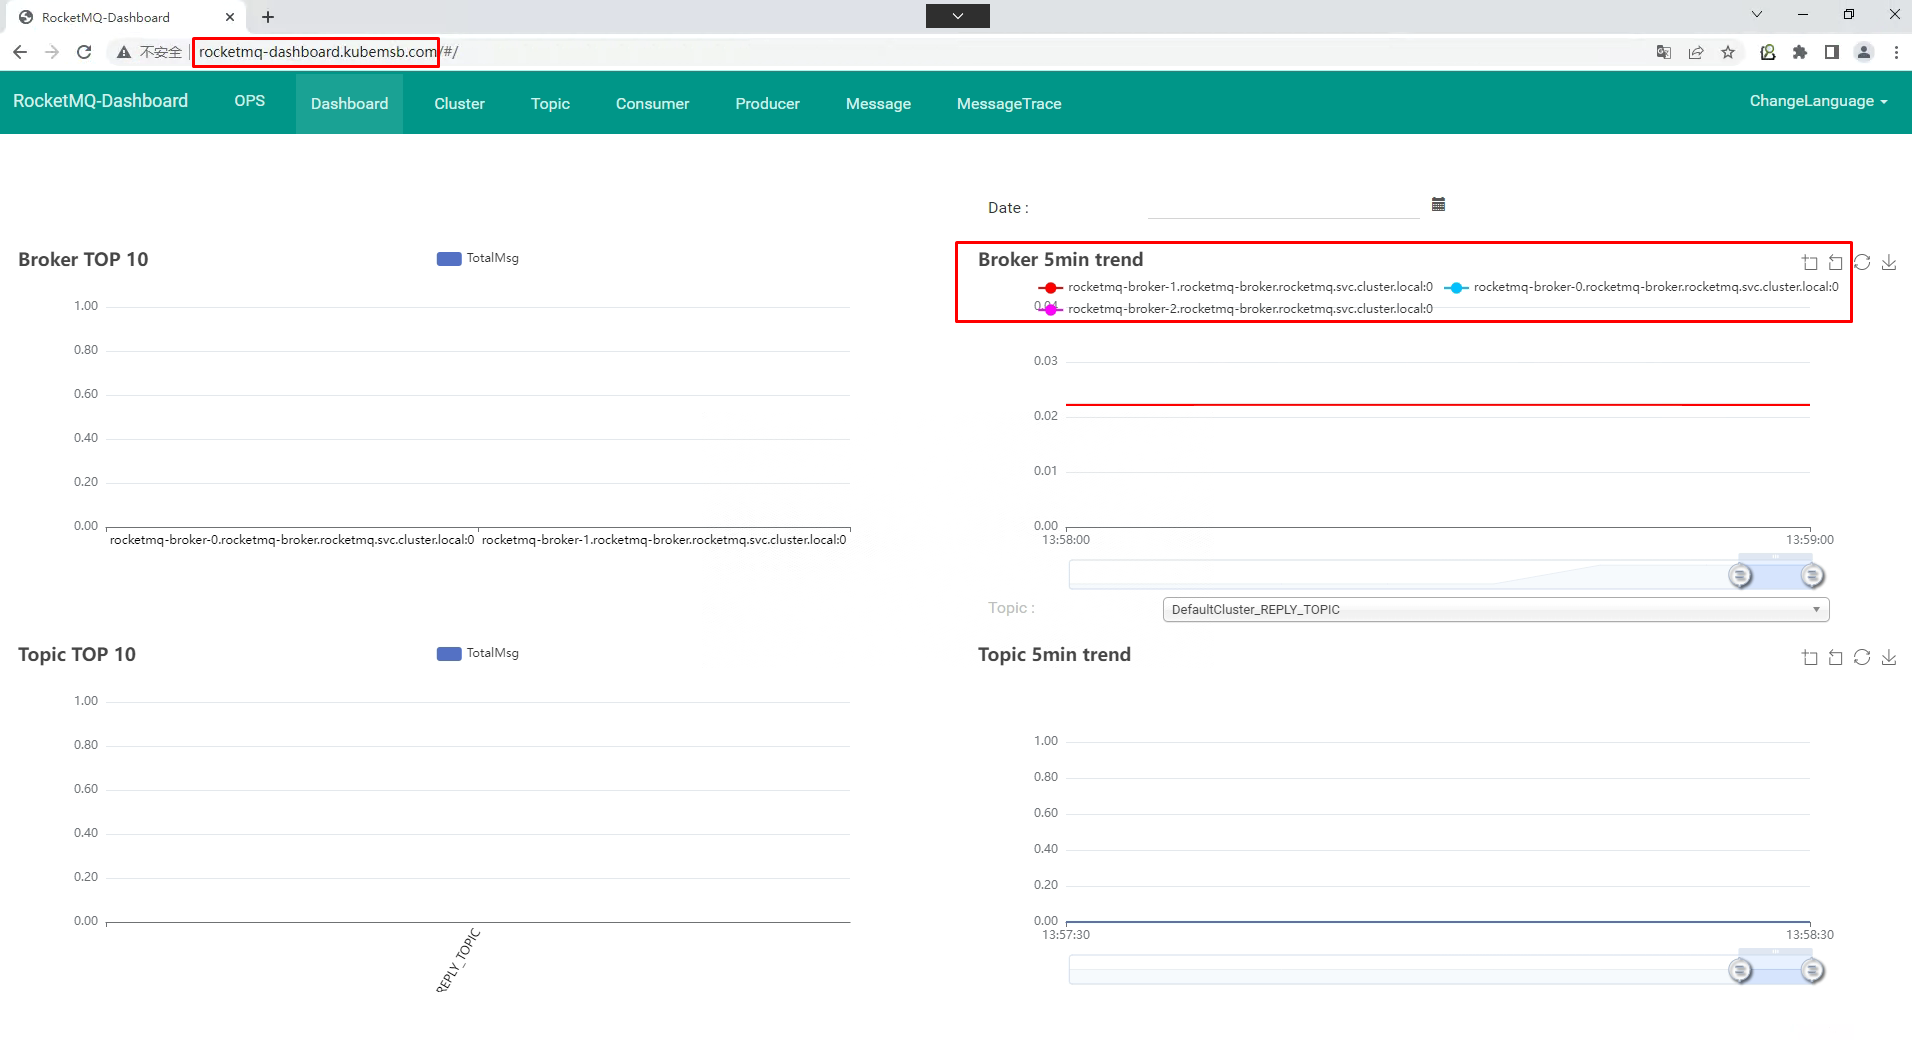 RocketMQ-Dashboard
不安全
rocketmq-dashboard.kubemsb.com/#/
RocketMQ-Dashboard OPS Dashboard Cluster Topic Consumer Producer Message MessageTrace ChangeLanguage
Date :
Broker TOP 10
TotalMsg
1.00
0.80
0.60
0.40
0.20
0.00
rocketmq-broker-0.rocketmq-broker.rocketmq.svc.cluster.local:0 rocketmq-broker-1.rocketmq-broker.rocketmq.svc.cluster.local:0
Broker 5min trend
rocketmq-broker-1.rocketmq-broker.rocketmq.svc.cluster.local:0 rocketmq-broker-0.rocketmq-broker.rocketmq.svc.cluster.local:0
rocketmq-broker-2.rocketmq-broker.rocketmq.svc.cluster.local:0
0.04
0.03
0.02
0.01
0.00
13:58:00 13:59:00
Topic :
DefaultCluster_REPLY_TOPIC
Topic TOP 10
TotalMsg
1.00
0.80
0.60
0.40
0.20
0.00
REPLY_TOPIC
Topic 5min trend
1.00
0.80
0.60
0.40
0.20
0.00
13:57:30 13:58:30